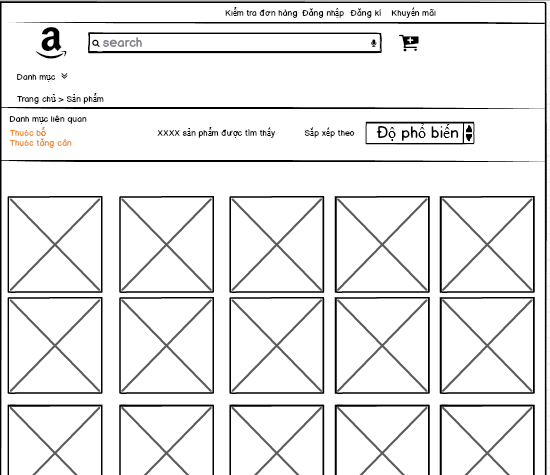 Kiểm tra đơn hàng Đăng nhập Đăng kí Khuyến mãi
a
search
Danh mục
Trang chủ > Sản phẩm
Danh mục liên quan
Thuốc bổ
Thuốc tăng cân
XXXX sản phẩm được tìm thấy
Sắp xếp theo
Độ phổ biến